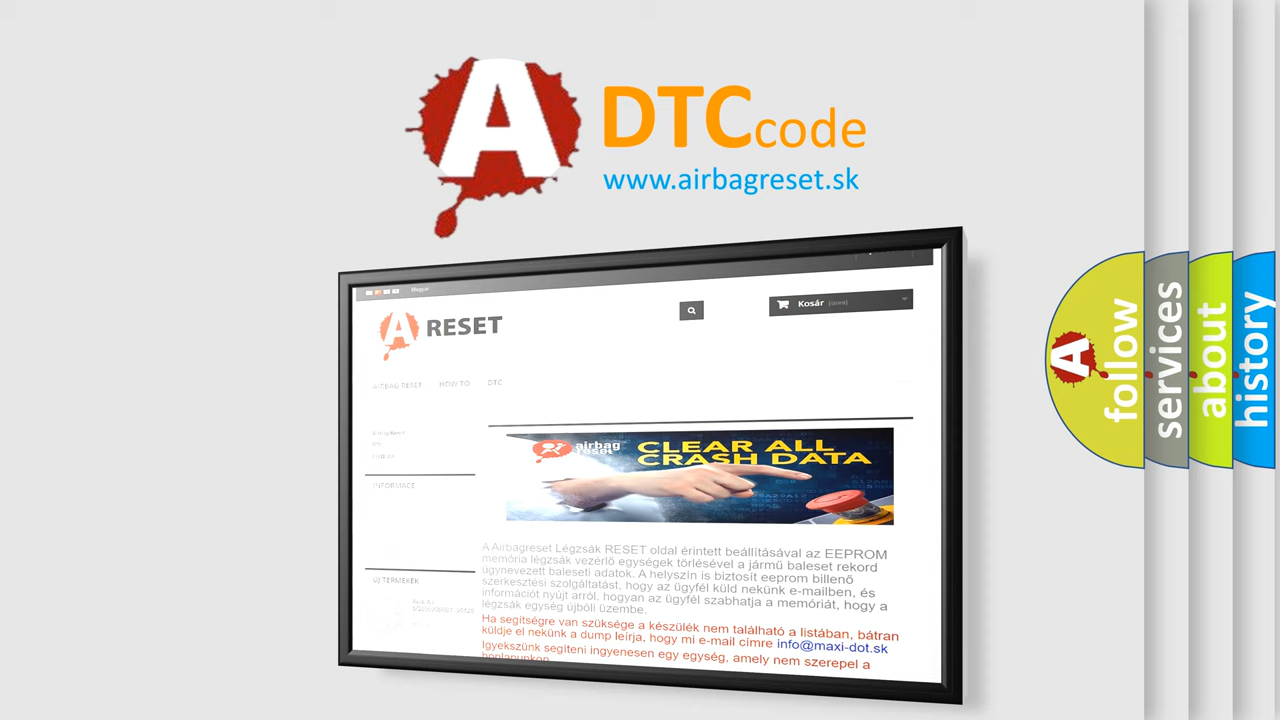 A DTCcode
www.airbagreset.sk
Magyar
Kosár (üres)
A RESET
AIRBAG RESET HOW TO DTC
airbag
reset
CLEAR ALL
CRASH DATA
INFORMACE
ÚJ TERMÉKEK
A Airbagreset Légzsák RESET oldal érintett beállításával az EEPROM
memória légzsák vezérlő egységek törlésével a jármű baleset rekord
úgynevezett baleseti adatok. A helyszín is biztosít eeprom billenő
szerkesztési szolgáltatást, hogy az ügyfél küld nekünk e-mailben, és
információt nyújt arról, hogyan az ügyfél szabhatja a memóriát, hogy a
légzsák egység újbóli üzembe.
Ha segítségre van szüksége a készülék nem található a listában, bátran
küldje el nekünk a dump leírja, hogy mi e-mail címre info@maxi-dot.sk
Igyekszünk segíteni ingyenesen egy egység, amely nem szerepel a
honlapunkon
A follow
services
about
history